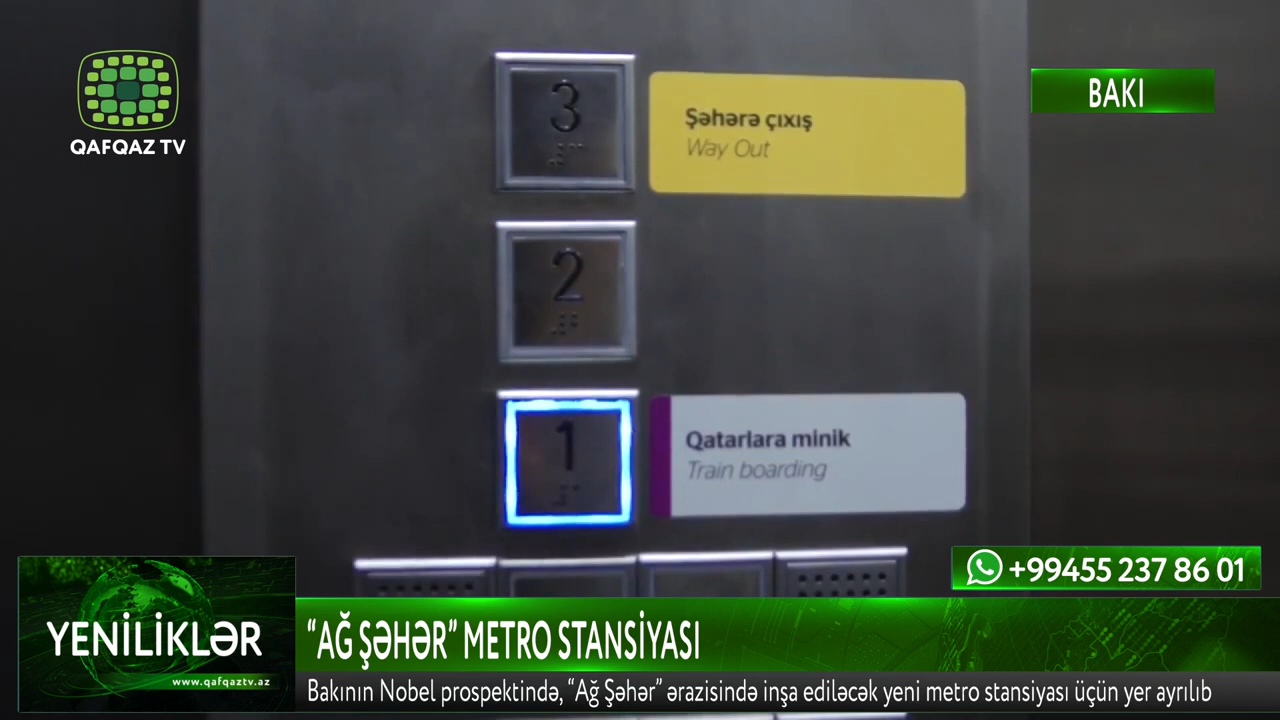 QAFQAZ TV
BAKI
3
Şəhərə çıxış
Way Out
2
1
Qatarlara minik
Train boarding
+99455 237 86 01
YENİLİKLƏR
www.qafqaztv.az
“AĞ ŞƏHƏR” METRO STANSİYASI
Bakının Nobel prospektində, “Ağ Şəhər” ərazisində inşa ediləcək yeni metro stansiyası üçün yer ayrılıb